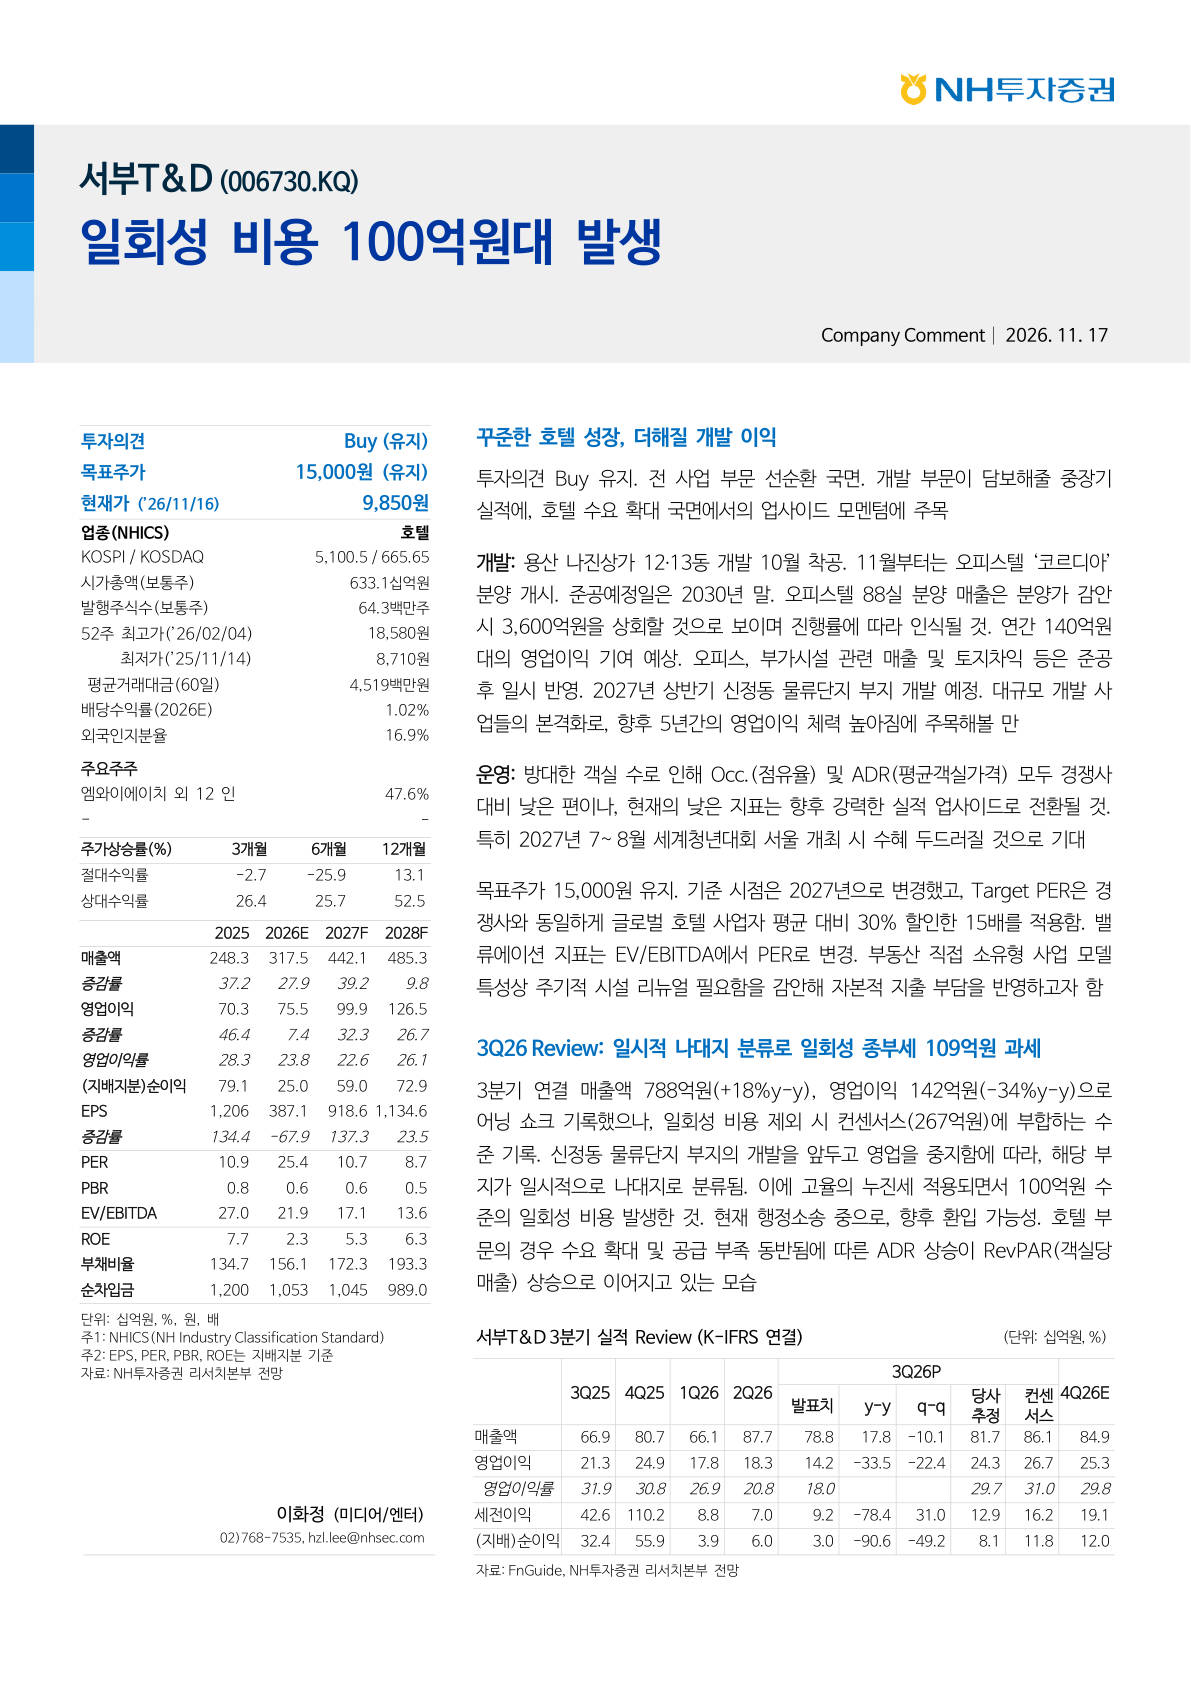 NH투자증권
서부T&D (006730.KQ)
일회성 비용 100억원대 발생
Company Comment | 2026. 11. 17
투자의견 Buy (유지)
목표주가 15,000원 (유지)
현재가 ('26/11/16) 9,850원
업종(NHICS) 호텔
KOSPI / KOSDAQ 5,100.5 / 665.65
시가총액(보통주) 633.1십억원
발행주식수(보통주) 64.3백만주
52주 최고가('26/02/04) 18,580원
최저가('25/11/14) 8,710원
평균거래대금(60일) 4,519백만원
배당수익률(2026E) 1.02%
외국인지분율 16.9%
주요주주
엠와이에이치 외 12 인 47.6%
– –
주가상승률(%) 3개월 6개월 12개월
절대수익률 -2.7 -25.9 13.1
상대수익률 26.4 25.7 52.5
2025 2026E 2027F 2028F
매출액 248.3 317.5 442.1 485.3
증감률 37.2 27.9 39.2 9.8
영업이익 70.3 75.5 99.9 126.5
증감률 46.4 7.4 32.3 26.7
영업이익률 28.3 23.8 22.6 26.1
(지배지분)순이익 79.1 25.0 59.0 72.9
EPS 1,206 387.1 918.6 1,134.6
증감률 134.4 -67.9 137.3 23.5
PER 10.9 25.4 10.7 8.7
PBR 0.8 0.6 0.6 0.5
EV/EBITDA 27.0 21.9 17.1 13.6
ROE 7.7 2.3 5.3 6.3
부채비율 134.7 156.1 172.3 193.3
순차입금 1,200 1,053 1,045 989.0
단위: 십억원, %, 원, 배
주1: NHICS(NH Industry Classification Standard)
주2: EPS, PER, PBR, ROE는 지배지분 기준
자료: NH투자증권 리서치본부 전망
이화정 (미디어/엔터)
02)768-7535, hzl.lee@nhsec.com
꾸준한 호텔 성장, 더해질 개발 이익
투자의견 Buy 유지. 전 사업 부문 선순환 국면. 개발 부문이 담보해줄 중장기
실적에, 호텔 수요 확대 국면에서의 업사이드 모멘텀에 주목
개발: 용산 나진상가 12·13동 개발 10월 착공. 11월부터는 오피스텔 '코르디아'
분양 개시. 준공예정일은 2030년 말. 오피스텔 88실 분양 매출은 분양가 감안
시 3,600억원을 상회할 것으로 보이며 진행률에 따라 인식될 것. 연간 140억원
대의 영업이익 기여 예상. 오피스, 부가시설 관련 매출 및 토지차익 등은 준공
후 일시 반영. 2027년 상반기 신정동 물류단지 부지 개발 예정. 대규모 개발 사
업들의 본격화로, 향후 5년간의 영업이익 체력 높아짐에 주목해볼 만
운영: 방대한 객실 수로 인해 Occ.(점유율) 및 ADR(평균객실가격) 모두 경쟁사
대비 낮은 편이나, 현재의 낮은 지표는 향후 강력한 실적 업사이드로 전환될 것.
특히 2027년 7~8월 세계청년대회 서울 개최 시 수혜 두드러질 것으로 기대
목표주가 15,000원 유지. 기준 시점은 2027년으로 변경했고, Target PER은 경
쟁사와 동일하게 글로벌 호텔 사업자 평균 대비 30% 할인한 15배를 적용함. 밸
류에이션 지표는 EV/EBITDA에서 PER로 변경. 부동산 직접 소유형 사업 모델
특성상 주기적 시설 리뉴얼 필요함을 감안해 자본적 지출 부담을 반영하고자 함
3Q26 Review: 일시적 나대지 분류로 일회성 종부세 109억원 과세
3분기 연결 매출액 788억원(+18%y-y), 영업이익 142억원(-34%y-y)으로
어닝 쇼크 기록했으나, 일회성 비용 제외 시 컨센서스(267억원)에 부합하는 수
준 기록. 신정동 물류단지 부지의 개발을 앞두고 영업을 중지함에 따라, 해당 부
지가 일시적으로 나대지로 분류됨. 이에 고율의 누진세 적용되면서 100억원 수
준의 일회성 비용 발생한 것. 현재 행정소송 중으로, 향후 환입 가능성. 호텔 부
문의 경우 수요 확대 및 공급 부족 동반됨에 따른 ADR 상승이 RevPAR(객실당
매출) 상승으로 이어지고 있는 모습
서부T&D 3분기 실적 Review (K-IFRS 연결) (단위: 십억원, %)
3Q25 4Q25 1Q26 2Q26 3Q26P 4Q26E
발표치 y-y q-q 당사추정 컨센서스
매출액 66.9 80.7 66.1 87.7 78.8 17.8 -10.1 81.7 86.1 84.9
영업이익 21.3 24.9 17.8 18.3 14.2 -33.5 -22.4 24.3 26.7 25.3
영업이익률 31.9 30.8 26.9 20.8 18.0 29.7 31.0 29.8
세전이익 42.6 110.2 8.8 7.0 9.2 -78.4 31.0 12.9 16.2 19.1
(지배)순이익 32.4 55.9 3.9 6.0 3.0 -90.6 -49.2 8.1 11.8 12.0
자료: FnGuide, NH투자증권 리서치본부 전망